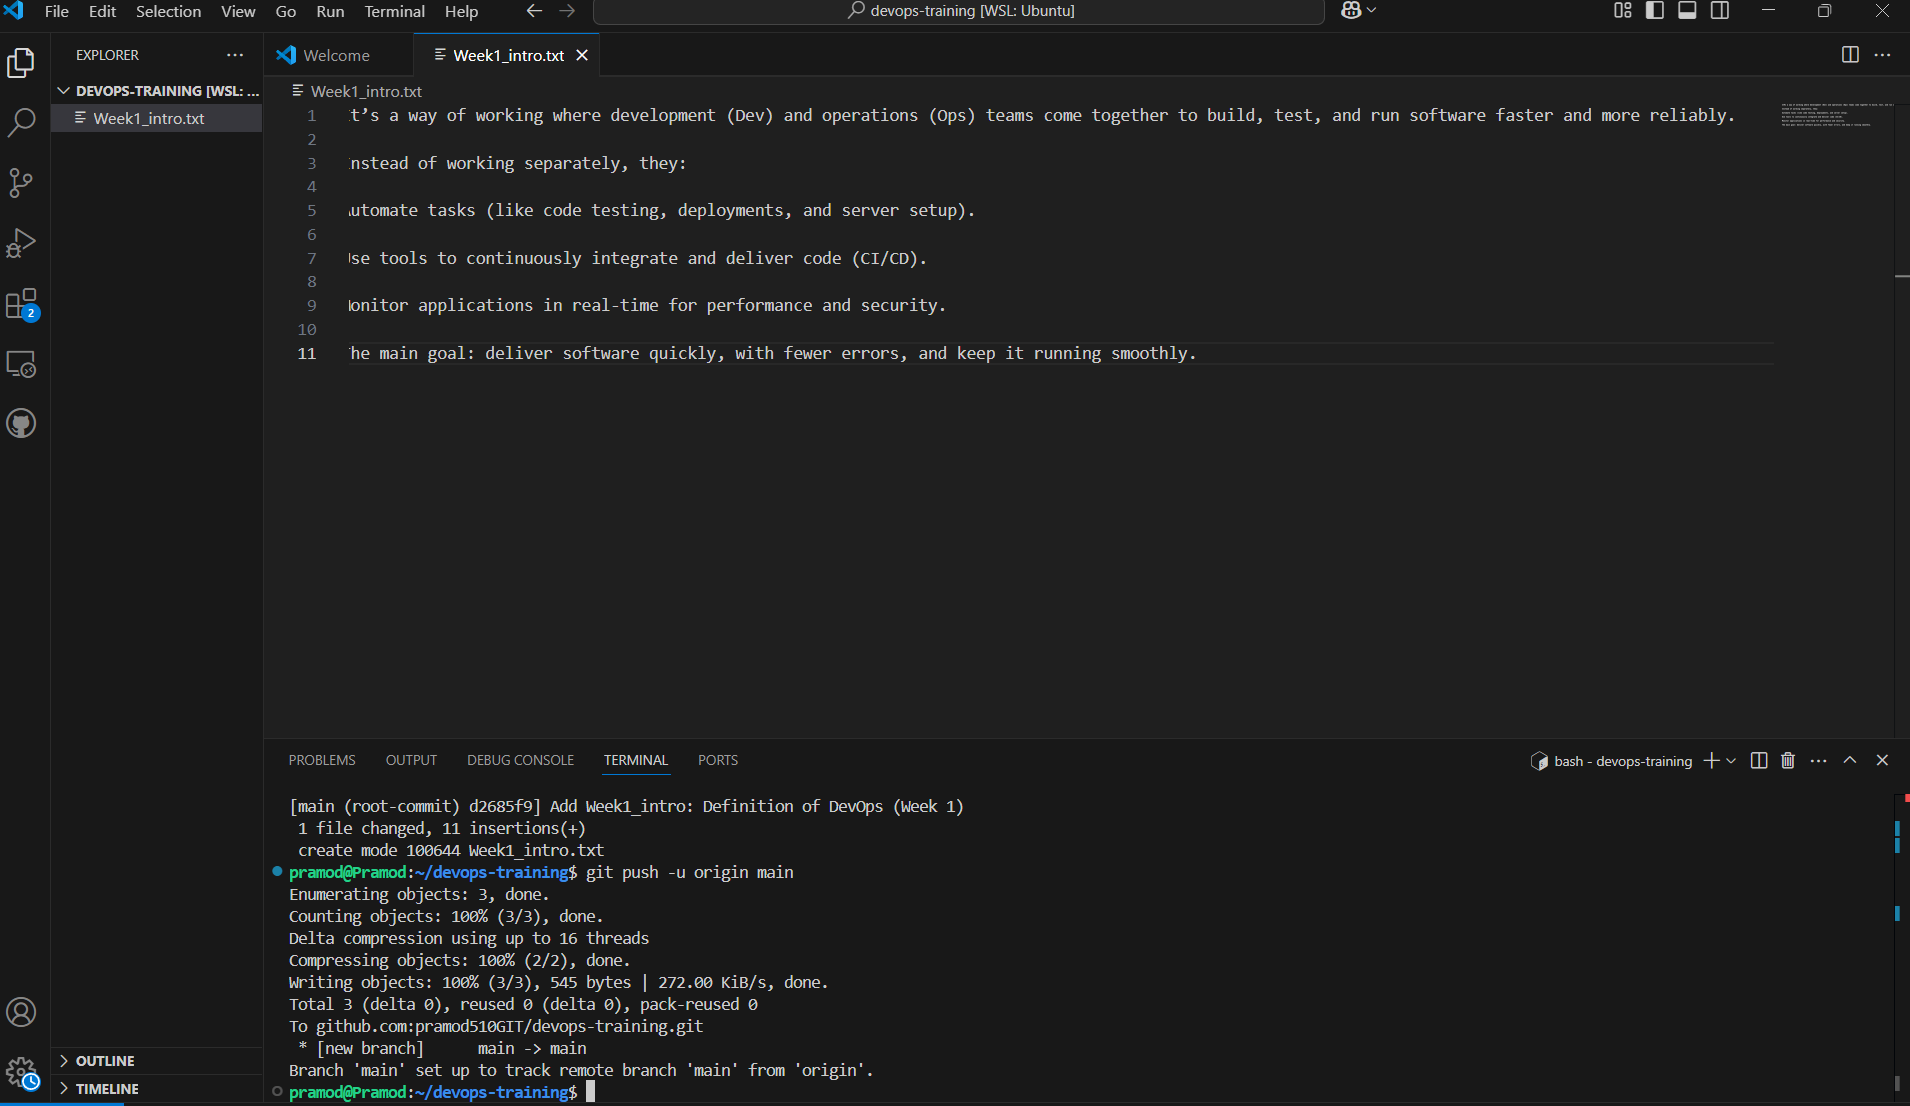 File Edit Selection View Go Run Terminal Help
devops-training [WSL: Ubuntu]
EXPLORER
Welcome
Week1_intro.txt
DEVOPS-TRAINING [WSL: ...
Week1_intro.txt
Week1_intro.txt
1 t’s a way of working where development (Dev) and operations (Ops) teams come together to build, test, and run software faster and more reliably.
2
3 nstead of working separately, they:
4
5 utomate tasks (like code testing, deployments, and server setup).
6
7 se tools to continuously integrate and deliver code (CI/CD).
8
9 onitor applications in real-time for performance and security.
10
11 he main goal: deliver software quickly, with fewer errors, and keep it running smoothly.
2
PROBLEMS OUTPUT DEBUG CONSOLE TERMINAL PORTS
bash - devops-training
[main (root-commit) d2685f9] Add Week1_intro: Definition of DevOps (Week 1)
1 file changed, 11 insertions(+)
create mode 100644 Week1_intro.txt
pramod@Pramod:~/devops-training$ git push -u origin main
Enumerating objects: 3, done.
Counting objects: 100% (3/3), done.
Delta compression using up to 16 threads
Compressing objects: 100% (2/2), done.
Writing objects: 100% (3/3), 545 bytes | 272.00 KiB/s, done.
Total 3 (delta 0), reused 0 (delta 0), pack-reused 0
To github.com:pramod510GIT/devops-training.git
* [new branch] main -> main
Branch 'main' set up to track remote branch 'main' from 'origin'.
pramod@Pramod:~/devops-training$
OUTLINE
TIMELINE